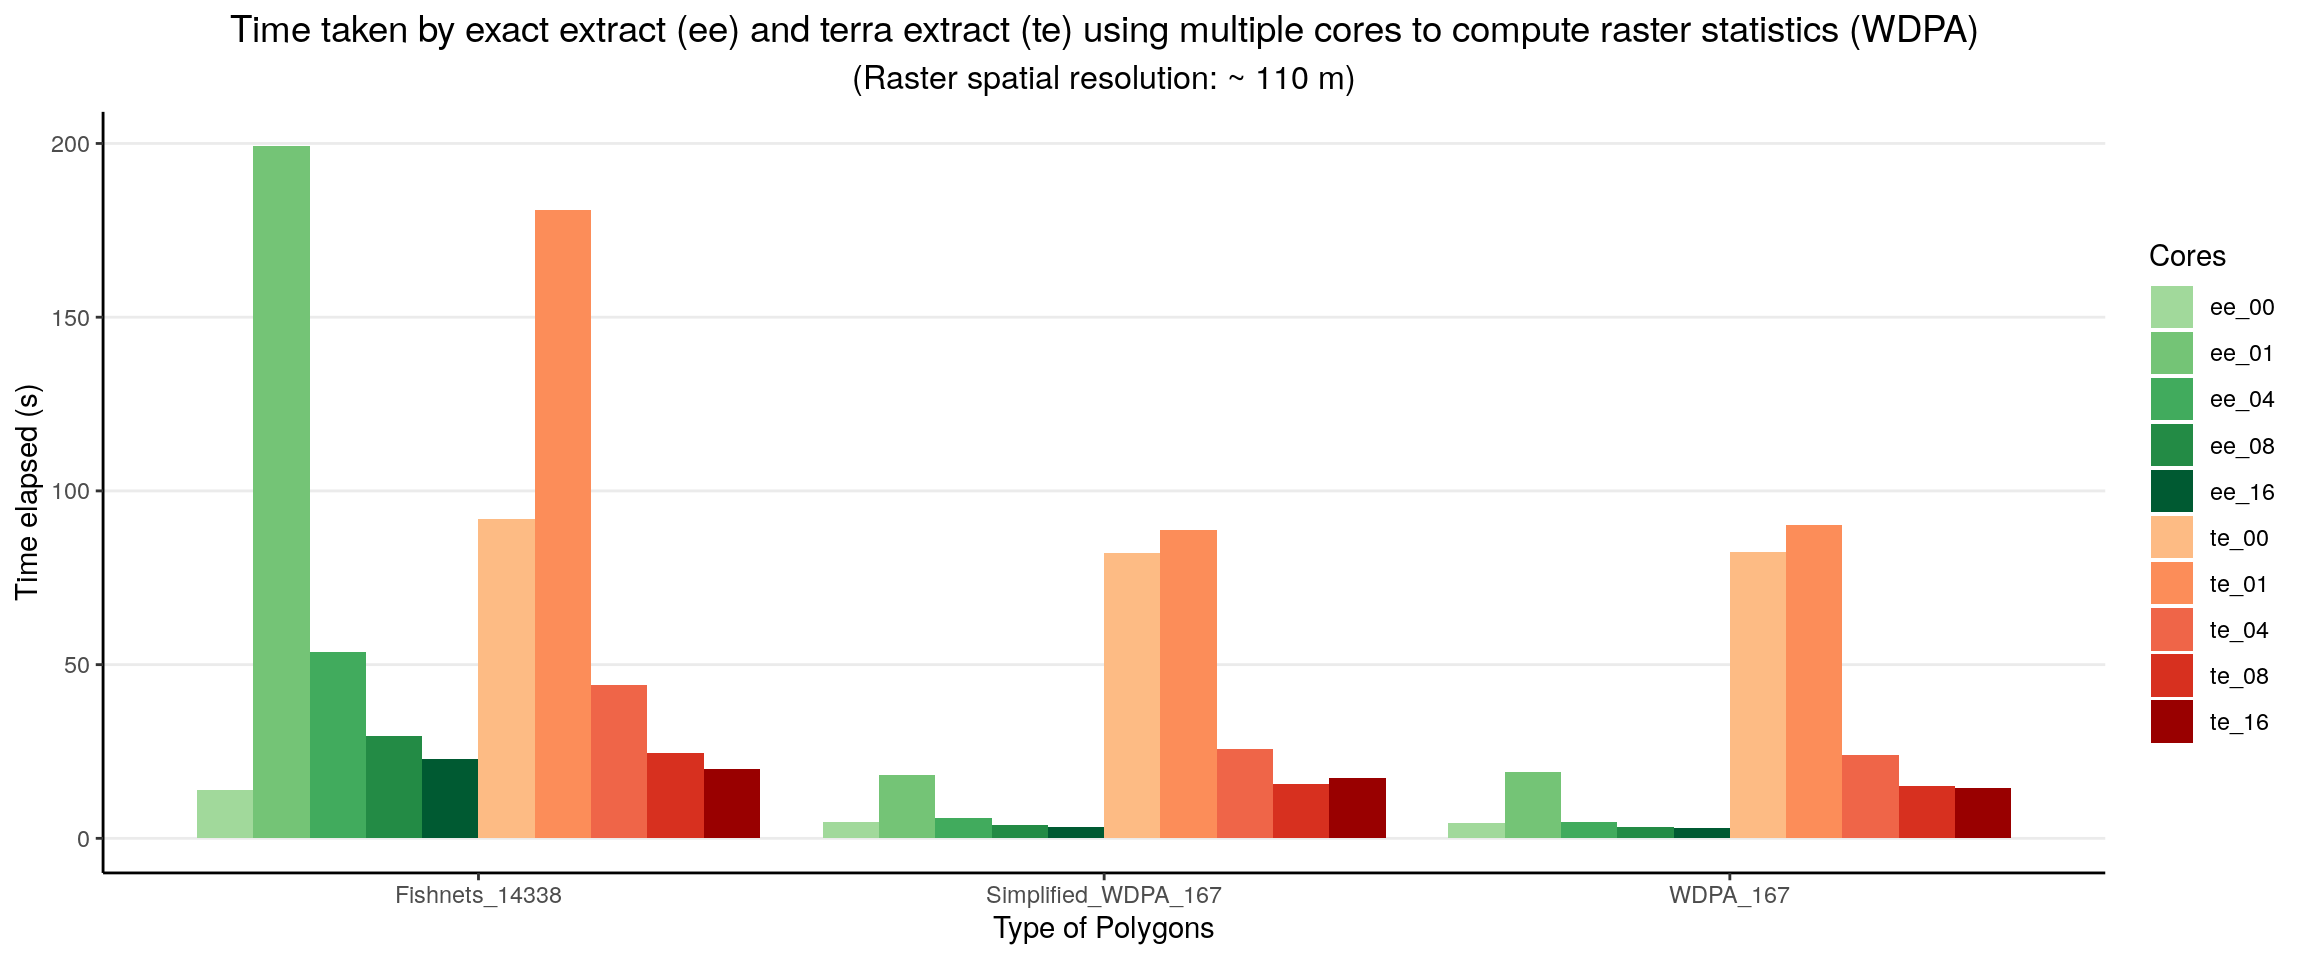 Time taken by exact extract (ee) and terra extract (te) using multiple cores to compute raster statistics (WDPA)
(Raster spatial resolution: ~ 110 m)
Time elapsed (s)
200
150
100
50
0
Fishnets_14338
Simplified_WDPA_167
WDPA_167
Type of Polygons
Cores
ee_00
ee_01
ee_04
ee_08
ee_16
te_00
te_01
te_04
te_08
te_16